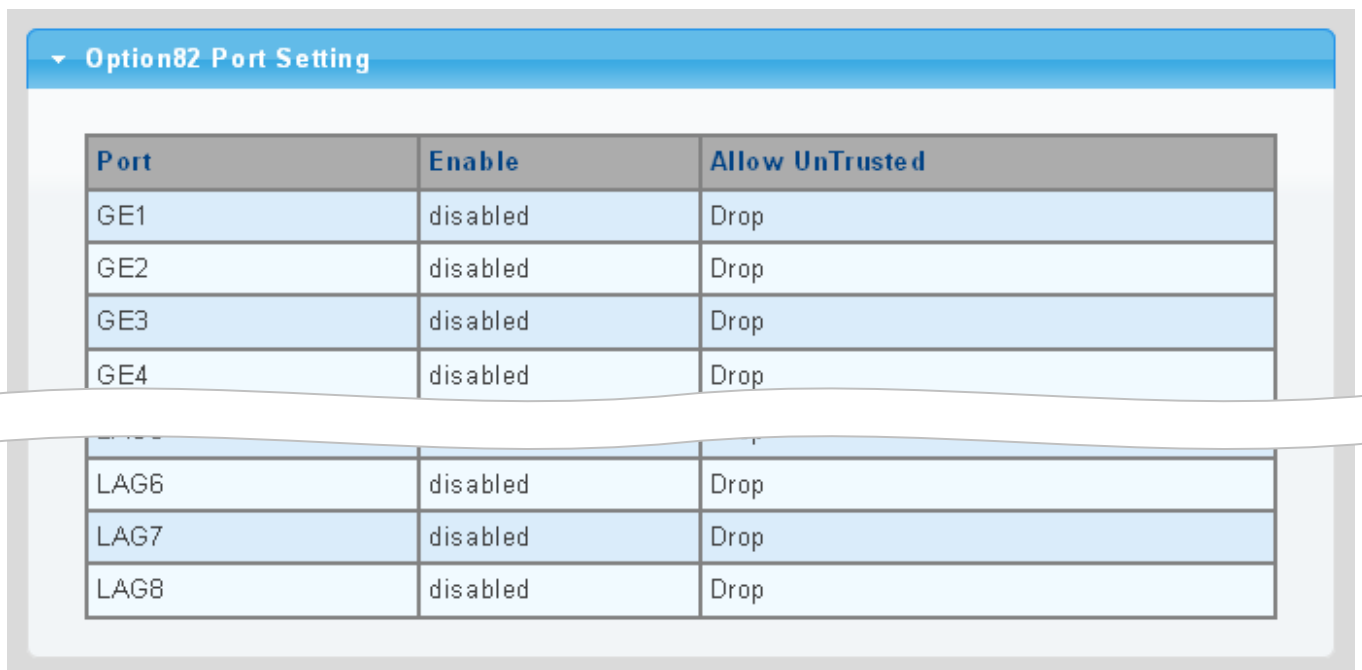 Option82 Port Setting
Port Enable Allow UnTrusted
GE1 disabled Drop
GE2 disabled Drop
GE3 disabled Drop
GE4 disabled Drop
LAG6 disabled Drop
LAG7 disabled Drop
LAG8 disabled Drop